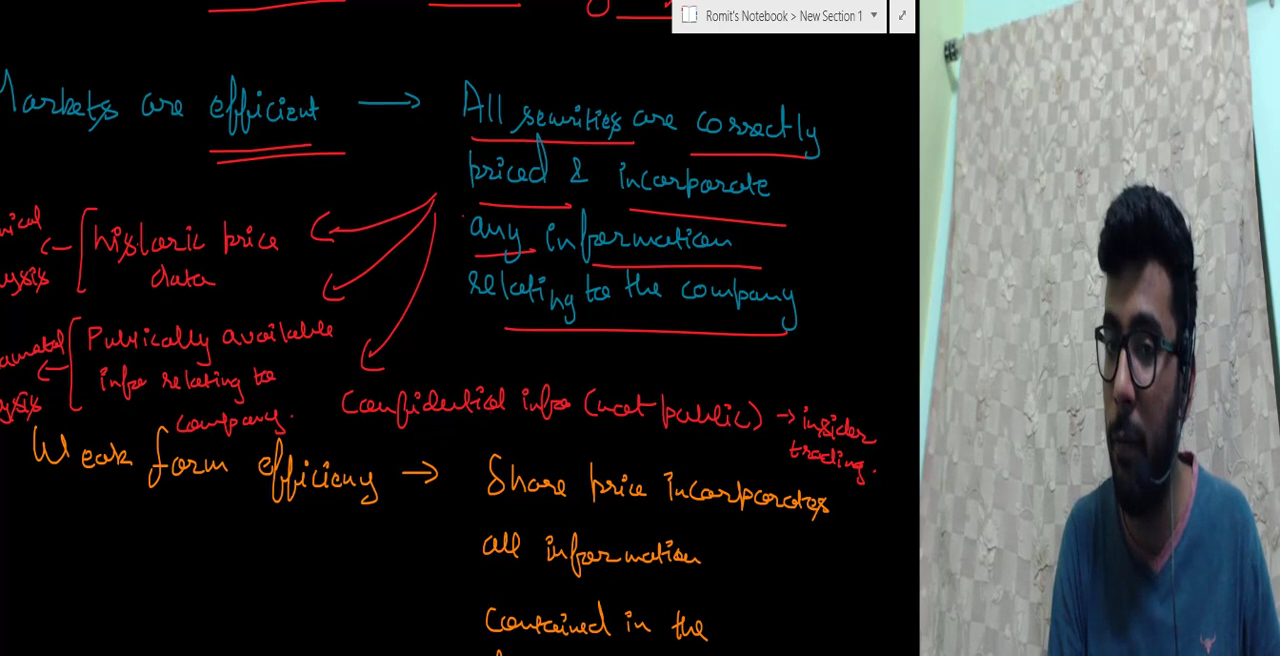 Romit's Notebook > New Section 1
Markets are efficient → All securities are correctly
priced & incorporate
any information
relating to the company
historic price
data
Publically available
info relating to
company.
Confidential info (not public) → insider
trading.
Weak form efficieny → Share price incorporates
all information
contained in the